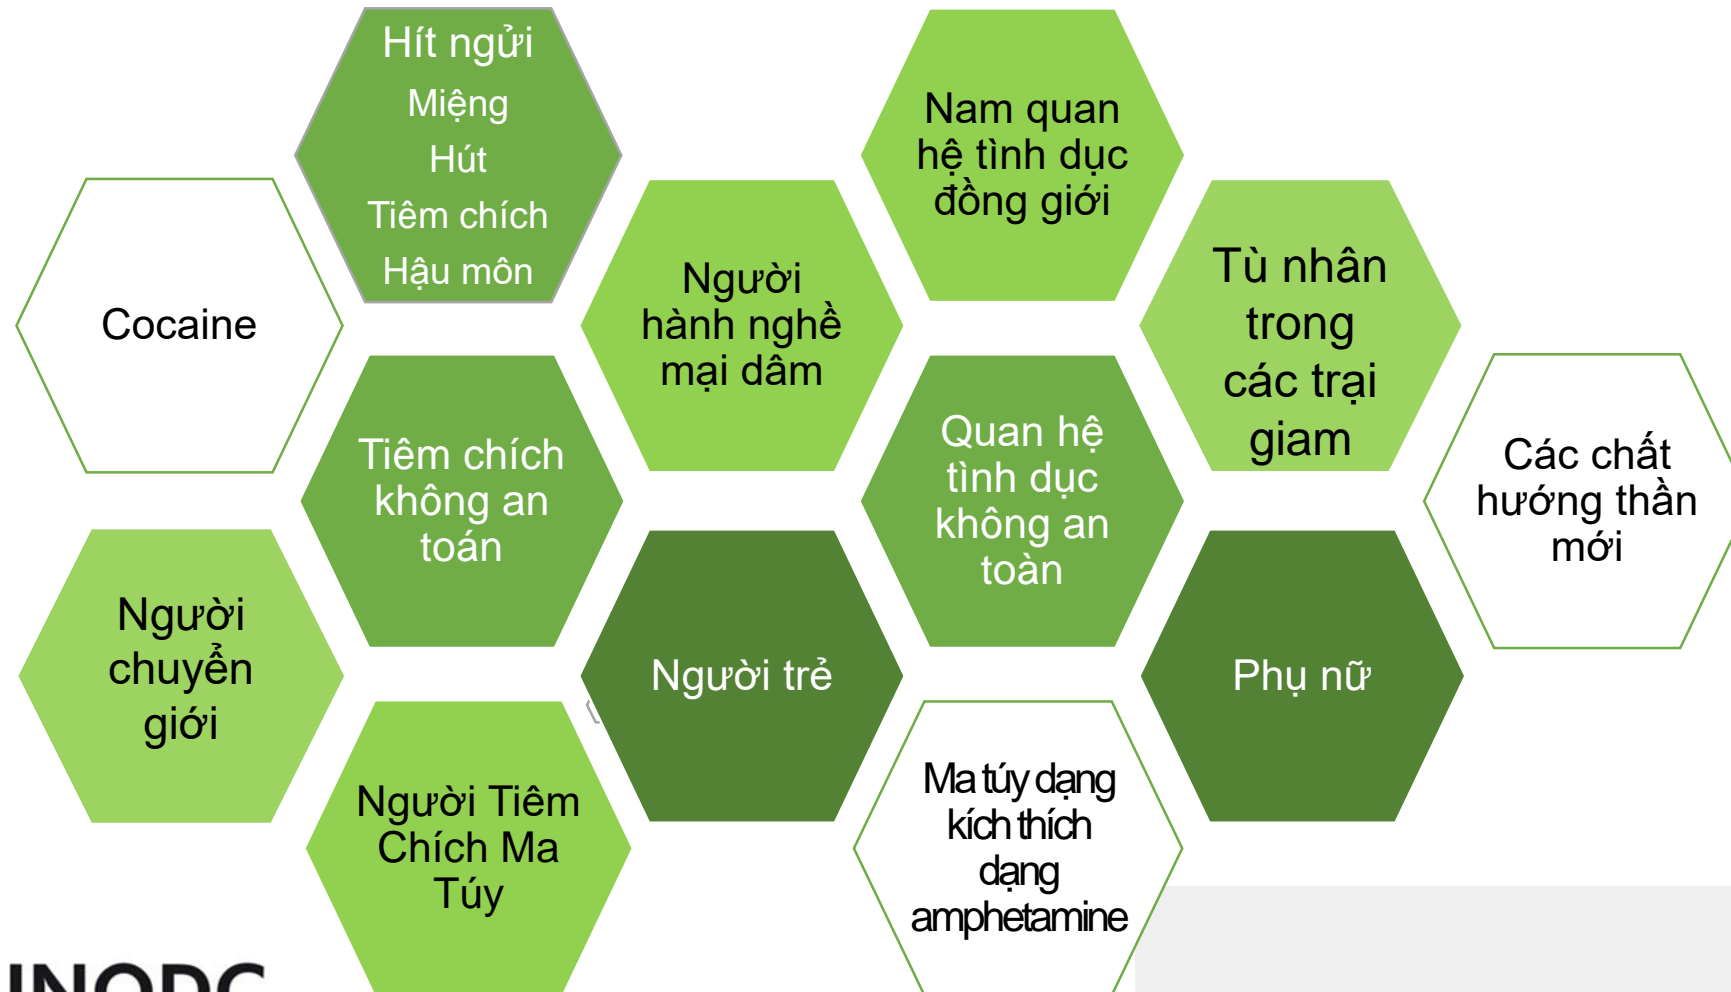 Hít ngửi
Miệng
Hút
Tiêm chích
Hậu môn
Nam quan
hệ tình dục
đồng giới
Cocaine
Người
hành nghề
mại dâm
Tù nhân
trong
các trại
giam
Tiêm chích
không an
toán
Quan hệ
tình dục
không an
toàn
Các chất
hướng thần
mới
Người
chuyển
giới
Người trẻ
Phụ nữ
Người Tiêm
Chích Ma
Túy
Ma túy dạng
kích thích
dạng
amphetamine